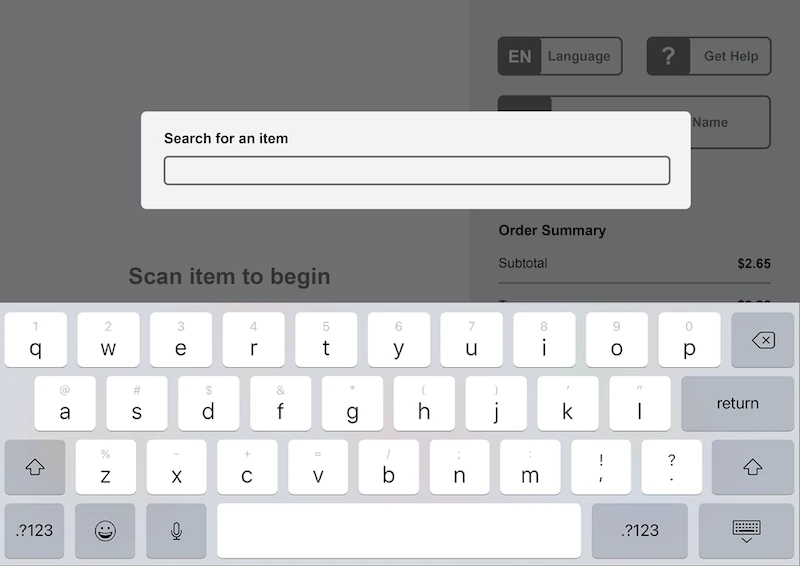 EN Language
? Get Help
Name
Search for an item
Order Summary
Scan item to begin
Subtotal $2.65
1 2 3 4 5 6 7 8 9 0
q w e r t y u i o p
@ # $ & * ( ) ' "
a s d f g h j k l return
% - + = / ; : ! ?
z x c v b n m , .
.?123 .?123